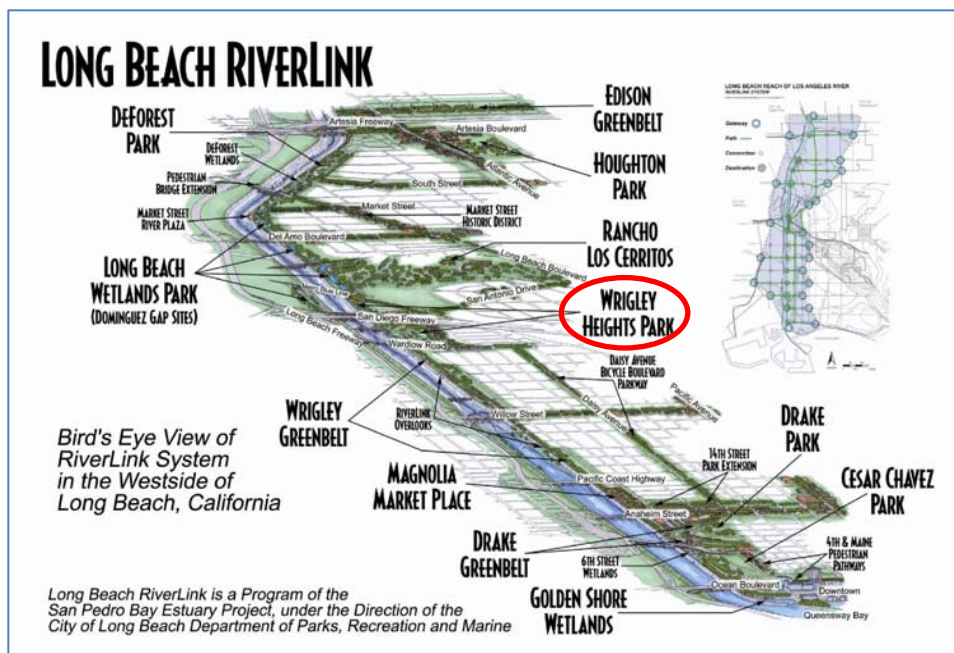 LONG BEACH RIVERLINK
EDISON
GREENBELT
DEFOREST
PARK
Artesia Freeway
Artesia Boulevard
DEFOREST
WETLANDS
Atlantic Avenue
HOUGHTON
PARK
PEDESTRIAN
BRIDGE EXTENSION
South Street
MARKET STREET
RIVER PLAZA
Market Street
MARKET STREET
HISTORIC DISTRICT
Del Amo Boulevard
RANCHO
LOS CERRITOS
Long Beach Boulevard
LONG BEACH
WETLANDS PARK
(DOMINGUEZ GAP SITES)
Metro Blue Line
San Antonio Drive
WRIGLEY
HEIGHTS PARK
San Diego Freeway
Long Beach Freeway
Wardlow Road
DAISY AVENUE
BICYCLE BOULEVARD
PARKWAY
Pacific Avenue
Daisy Avenue
WRIGLEY
GREENBELT
RIVERLINK
OVERLOOKS
Willow Street
DRAKE
PARK
14TH STREET
PARK EXTENSION
Bird's Eye View of
RiverLink System
in the Westside of
Long Beach, California
MAGNOLIA
MARKET PLACE
Pacific Coast Highway
CESAR CHAVEZ
PARK
Anaheim Street
DRAKE
GREENBELT
6TH STREET
WETLANDS
4TH & MAINE
PEDESTRIAN
PATHWAYS
Ocean Boulevard
Downtown
GOLDEN SHORE
WETLANDS
Queensway Bay
Long Beach RiverLink is a Program of the
San Pedro Bay Estuary Project, under the Direction of the
City of Long Beach Department of Parks, Recreation and Marine
LONG BEACH REACH OF LOS ANGELES RIVER
RIVERLINK SYSTEM
Gateway
Path
Connection
Destination